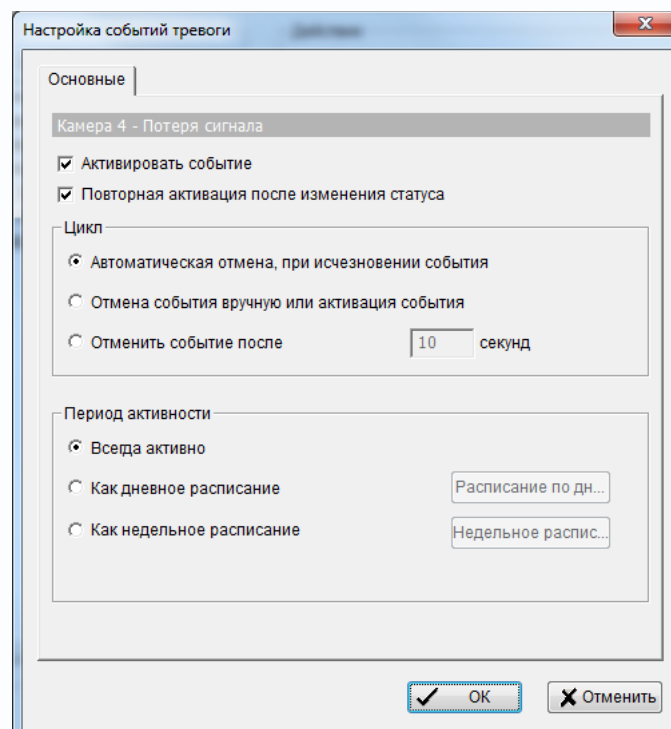 Настройка событий тревоги
Основные
Камера 4 - Потеря сигнала
Активировать событие
Повторная активация после изменения статуса
Цикл
Автоматическая отмена, при исчезновении события
Отмена события вручную или активация события
Отменить событие после 10 секунд
Период активности
Всегда активно
Как дневное расписание Расписание по дн...
Как недельное расписание Недельное распис...
ОК Отменить